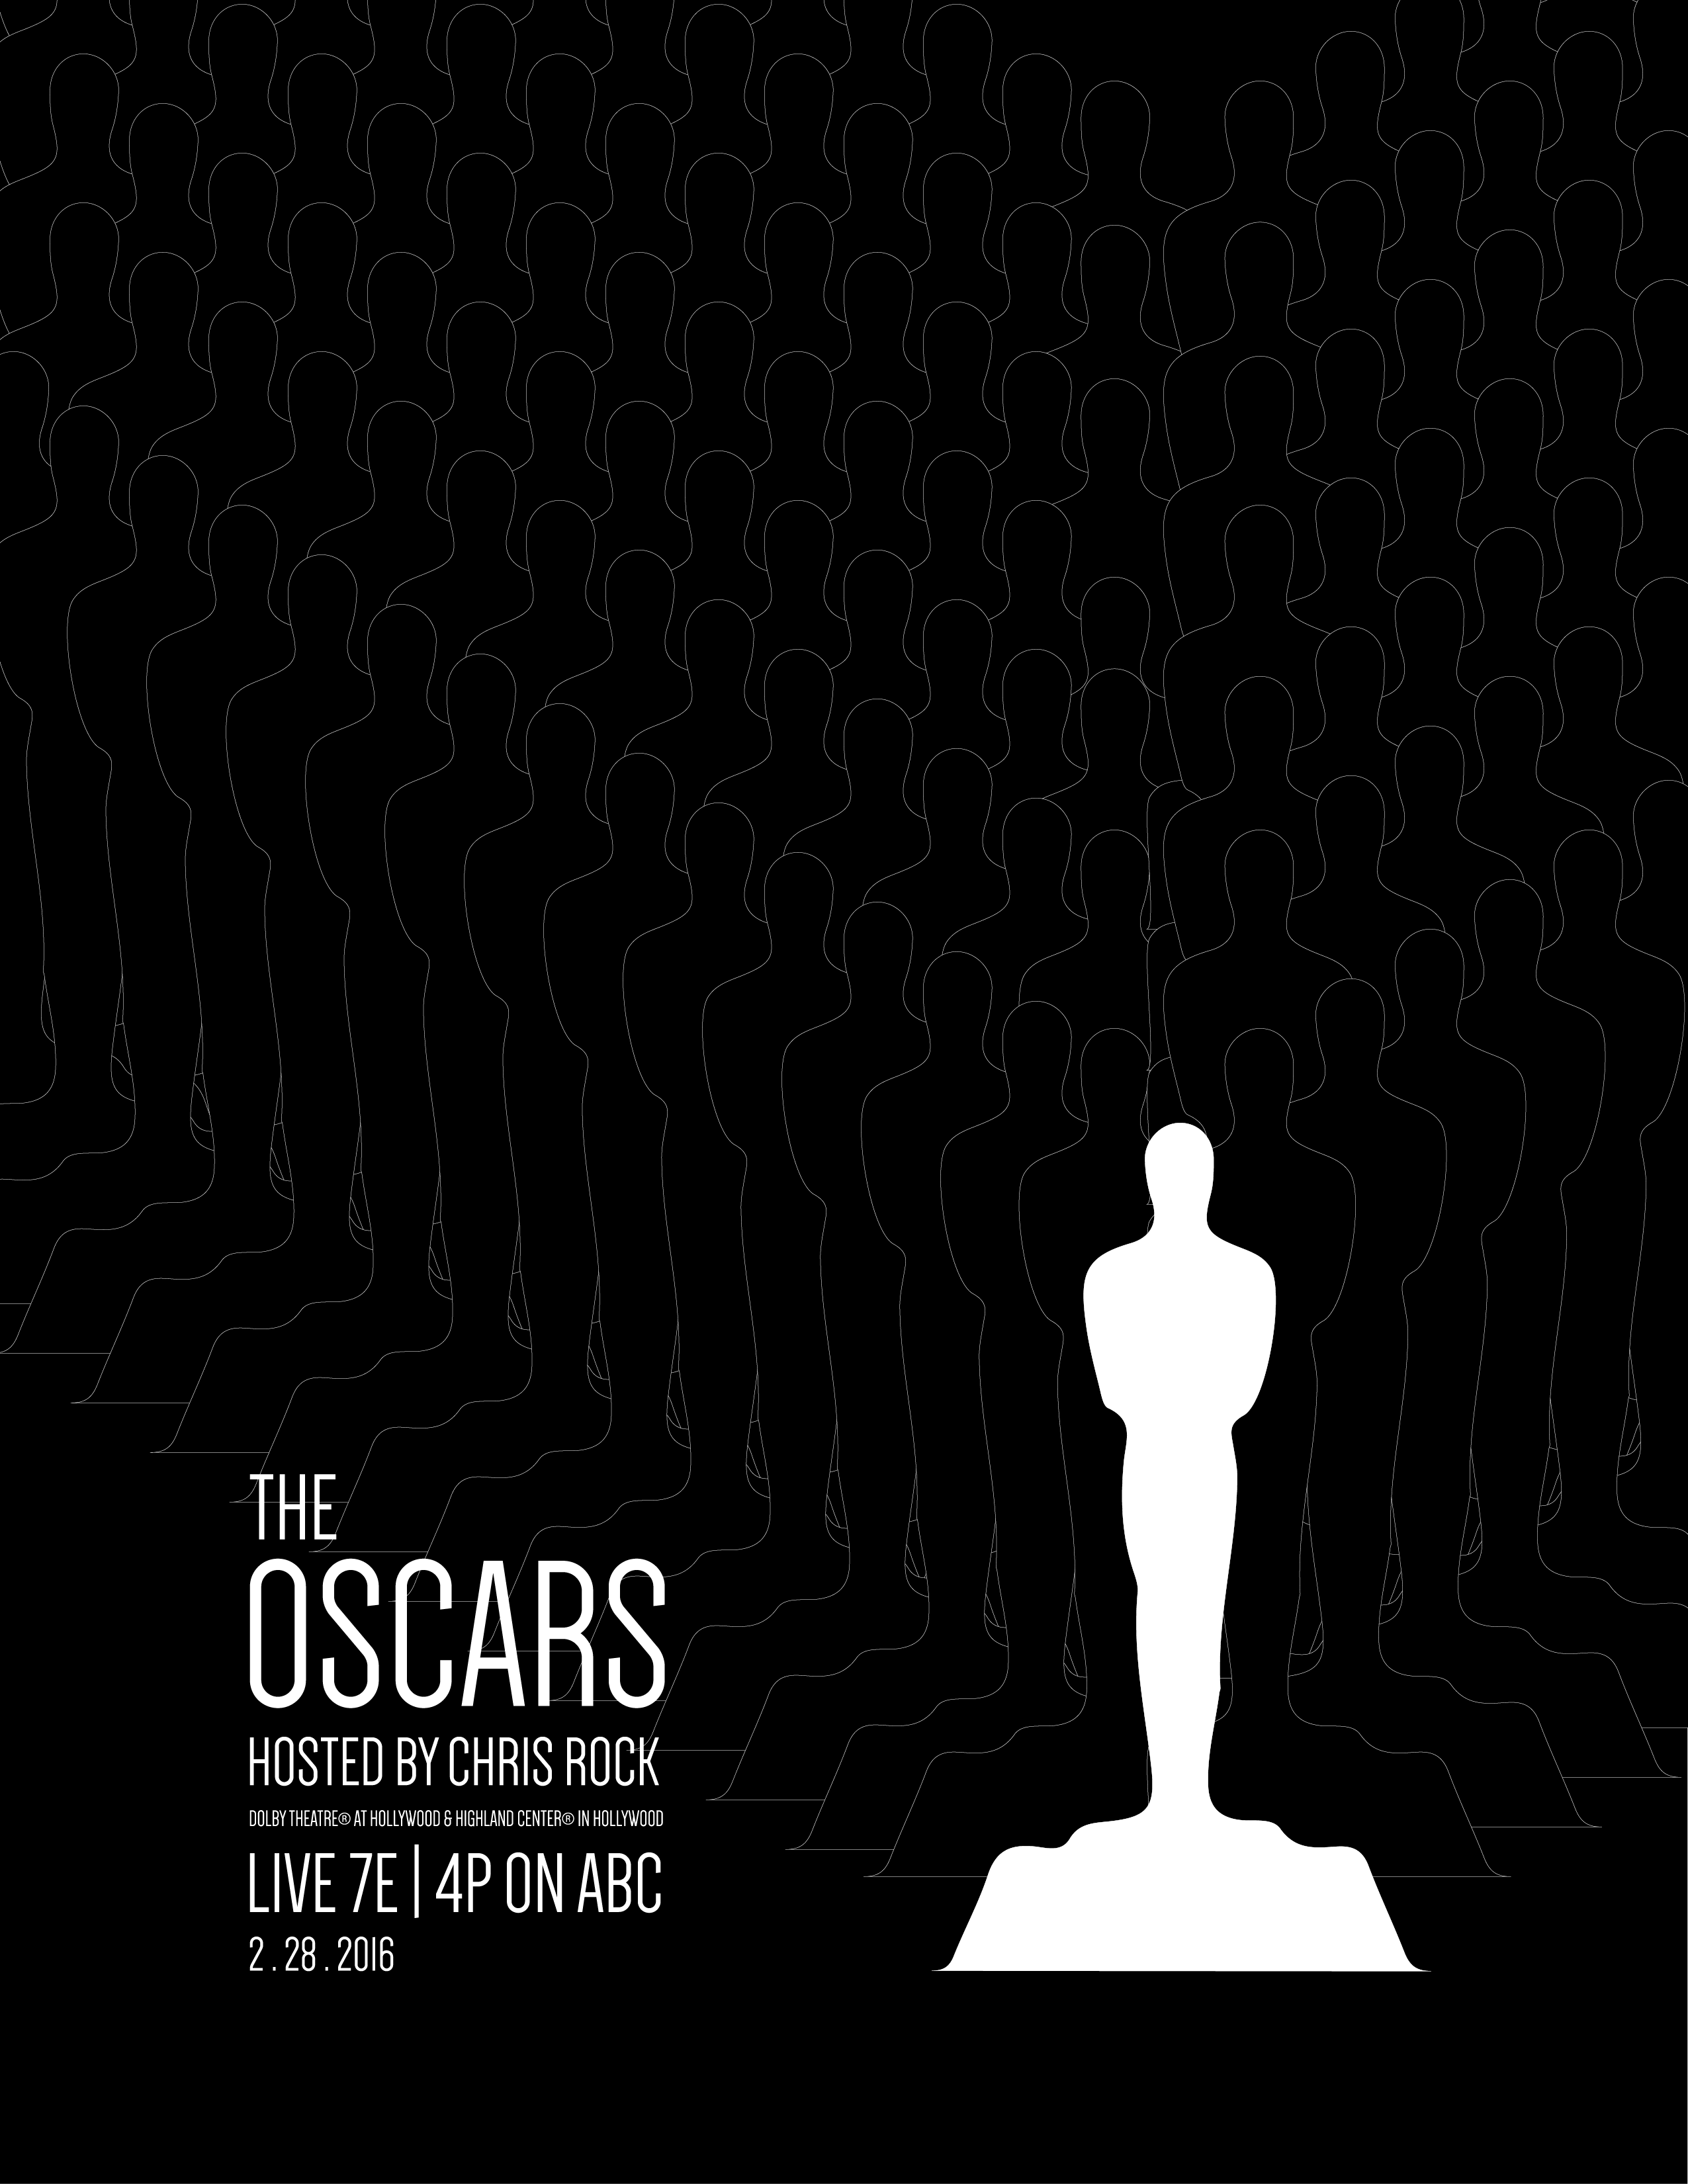 THE
OSCARS
HOSTED BY CHRIS ROCK
DOLBY THEATRE® AT HOLLYWOOD & HIGHLAND CENTER® IN HOLLYWOOD
LIVE 7E | 4P ON ABC
2 . 28 . 2016